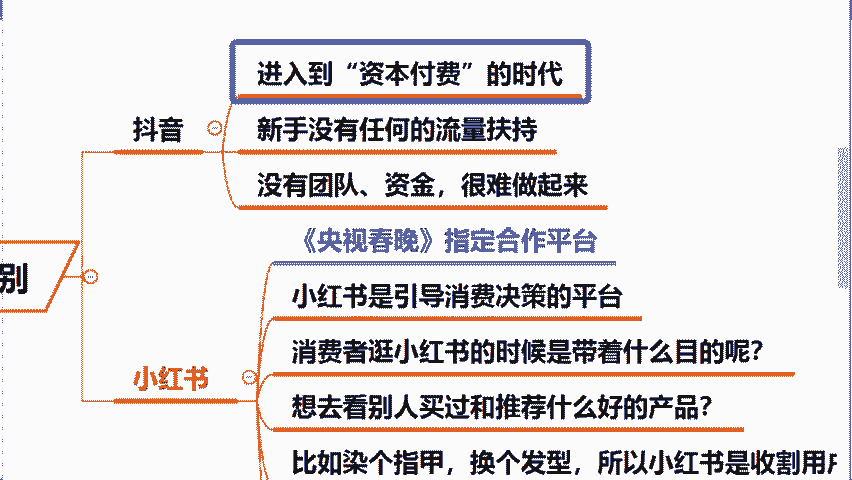 进入到“资本付费”的时代
抖音
新手没有任何的流量扶持
没有团队、资金，很难做起来
《央视春晚》指定合作平台
别
小红书是引导消费决策的平台
消费者逛小红书的时候是带着什么目的呢？
小红书
想去看别人买过和推荐什么好的产品？
比如染个指甲，换个发型，所以小红书是收割用